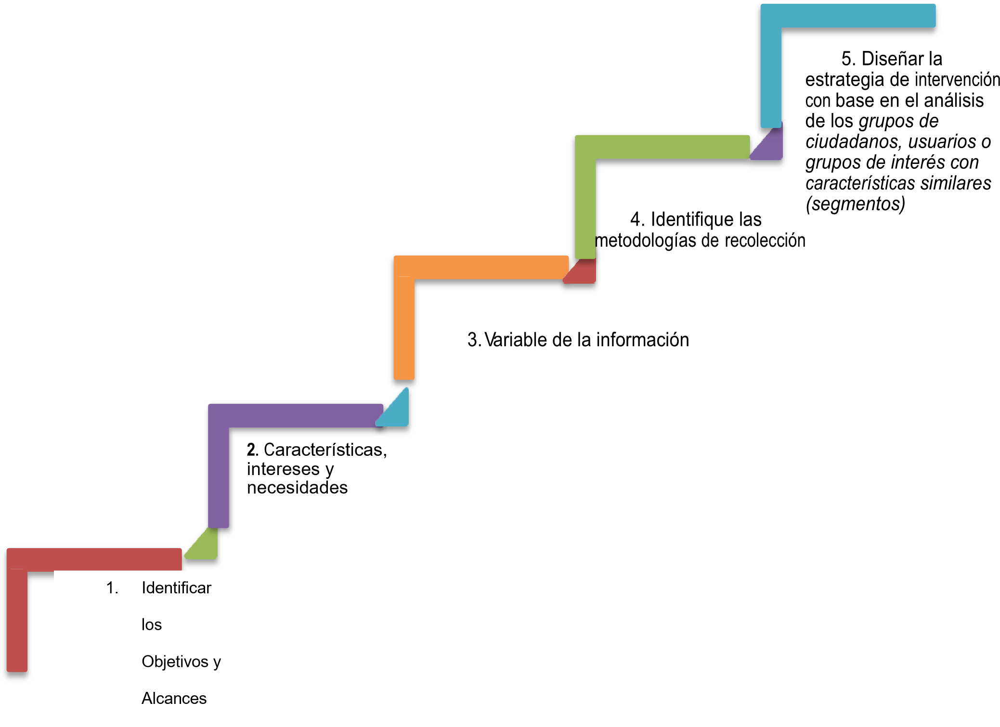 1. Identificar
los
Objetivos y
Alcances
2. Características,
intereses y
necesidades
3. Variable de la información
4. Identifique las
metodologías de recolección
5. Diseñar la
estrategia de intervención
con base en el análisis
de los grupos de
ciudadanos, usuarios o
grupos de interés con
características similares
(segmentos)